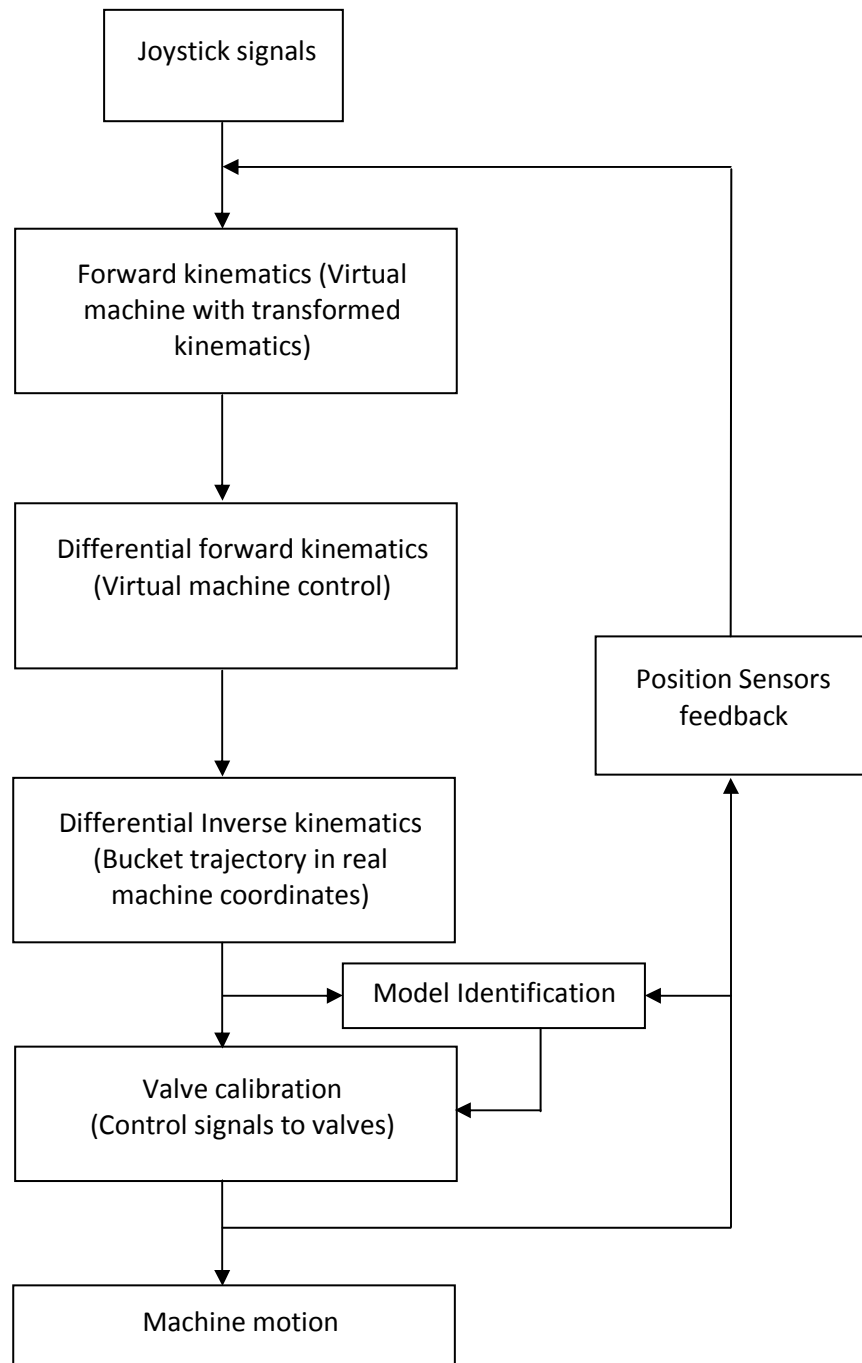 Joystick signals
Forward kinematics (Virtual
machine with transformed
kinematics)
Differential forward kinematics
(Virtual machine control)
Position Sensors
feedback
Differential Inverse kinematics
(Bucket trajectory in real
machine coordinates)
Model Identification
Valve calibration
(Control signals to valves)
Machine motion